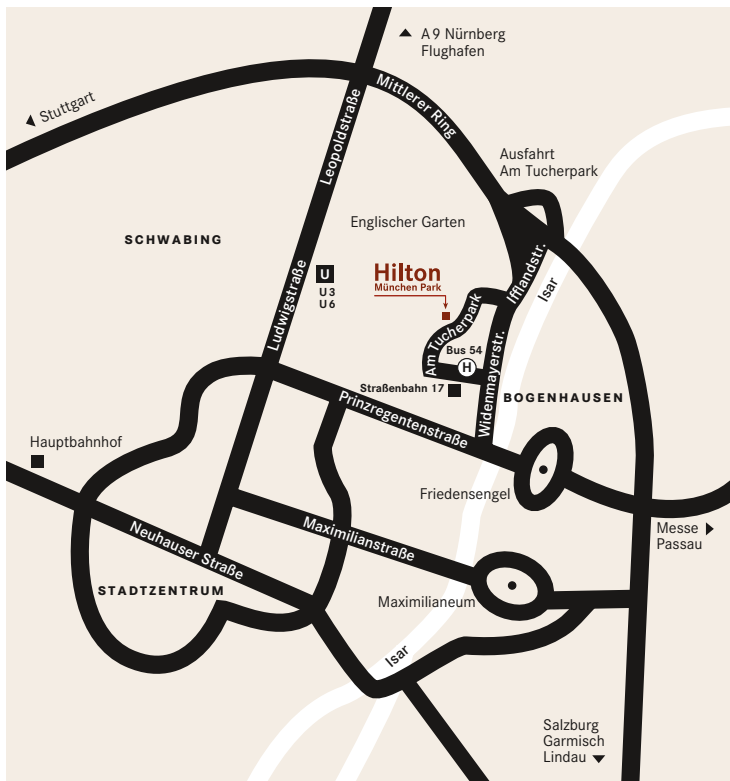 A 9 Nürnberg
Flughafen
Stuttgart
Mittlerer Ring
Leopoldstraße
Ausfahrt
Am Tucherpark
Englischer Garten
SCHWABING
Ifflandstr.
Isar
U
U3
U6
Hilton
München Park
Ludwigstraße
Am Tucherpark
Bus 54
H
Widenmayerstr.
Straßenbahn 17
BOGENHAUSEN
Prinzregentenstraße
Hauptbahnhof
Friedensengel
Neuhauser Straße
Maximilianstraße
Messe
Passau
STADTZENTRUM
Maximilianeum
Isar
Salzburg
Garmisch
Lindau